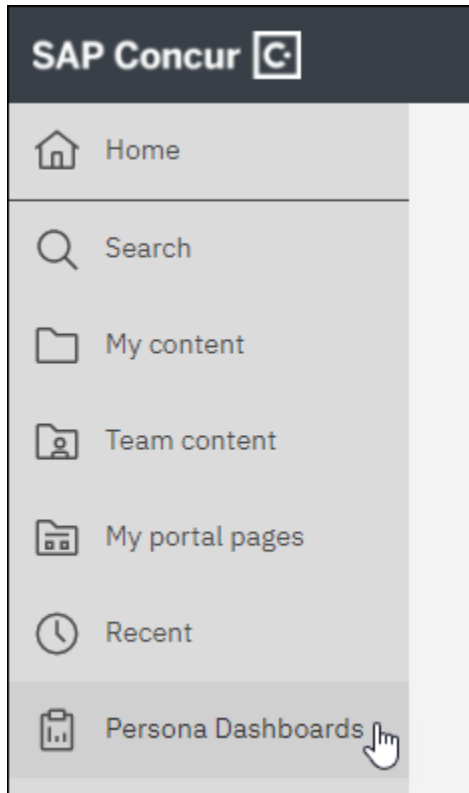 SAP Concur C
Home
Search
My content
Team content
My portal pages
Recent
Persona Dashboards